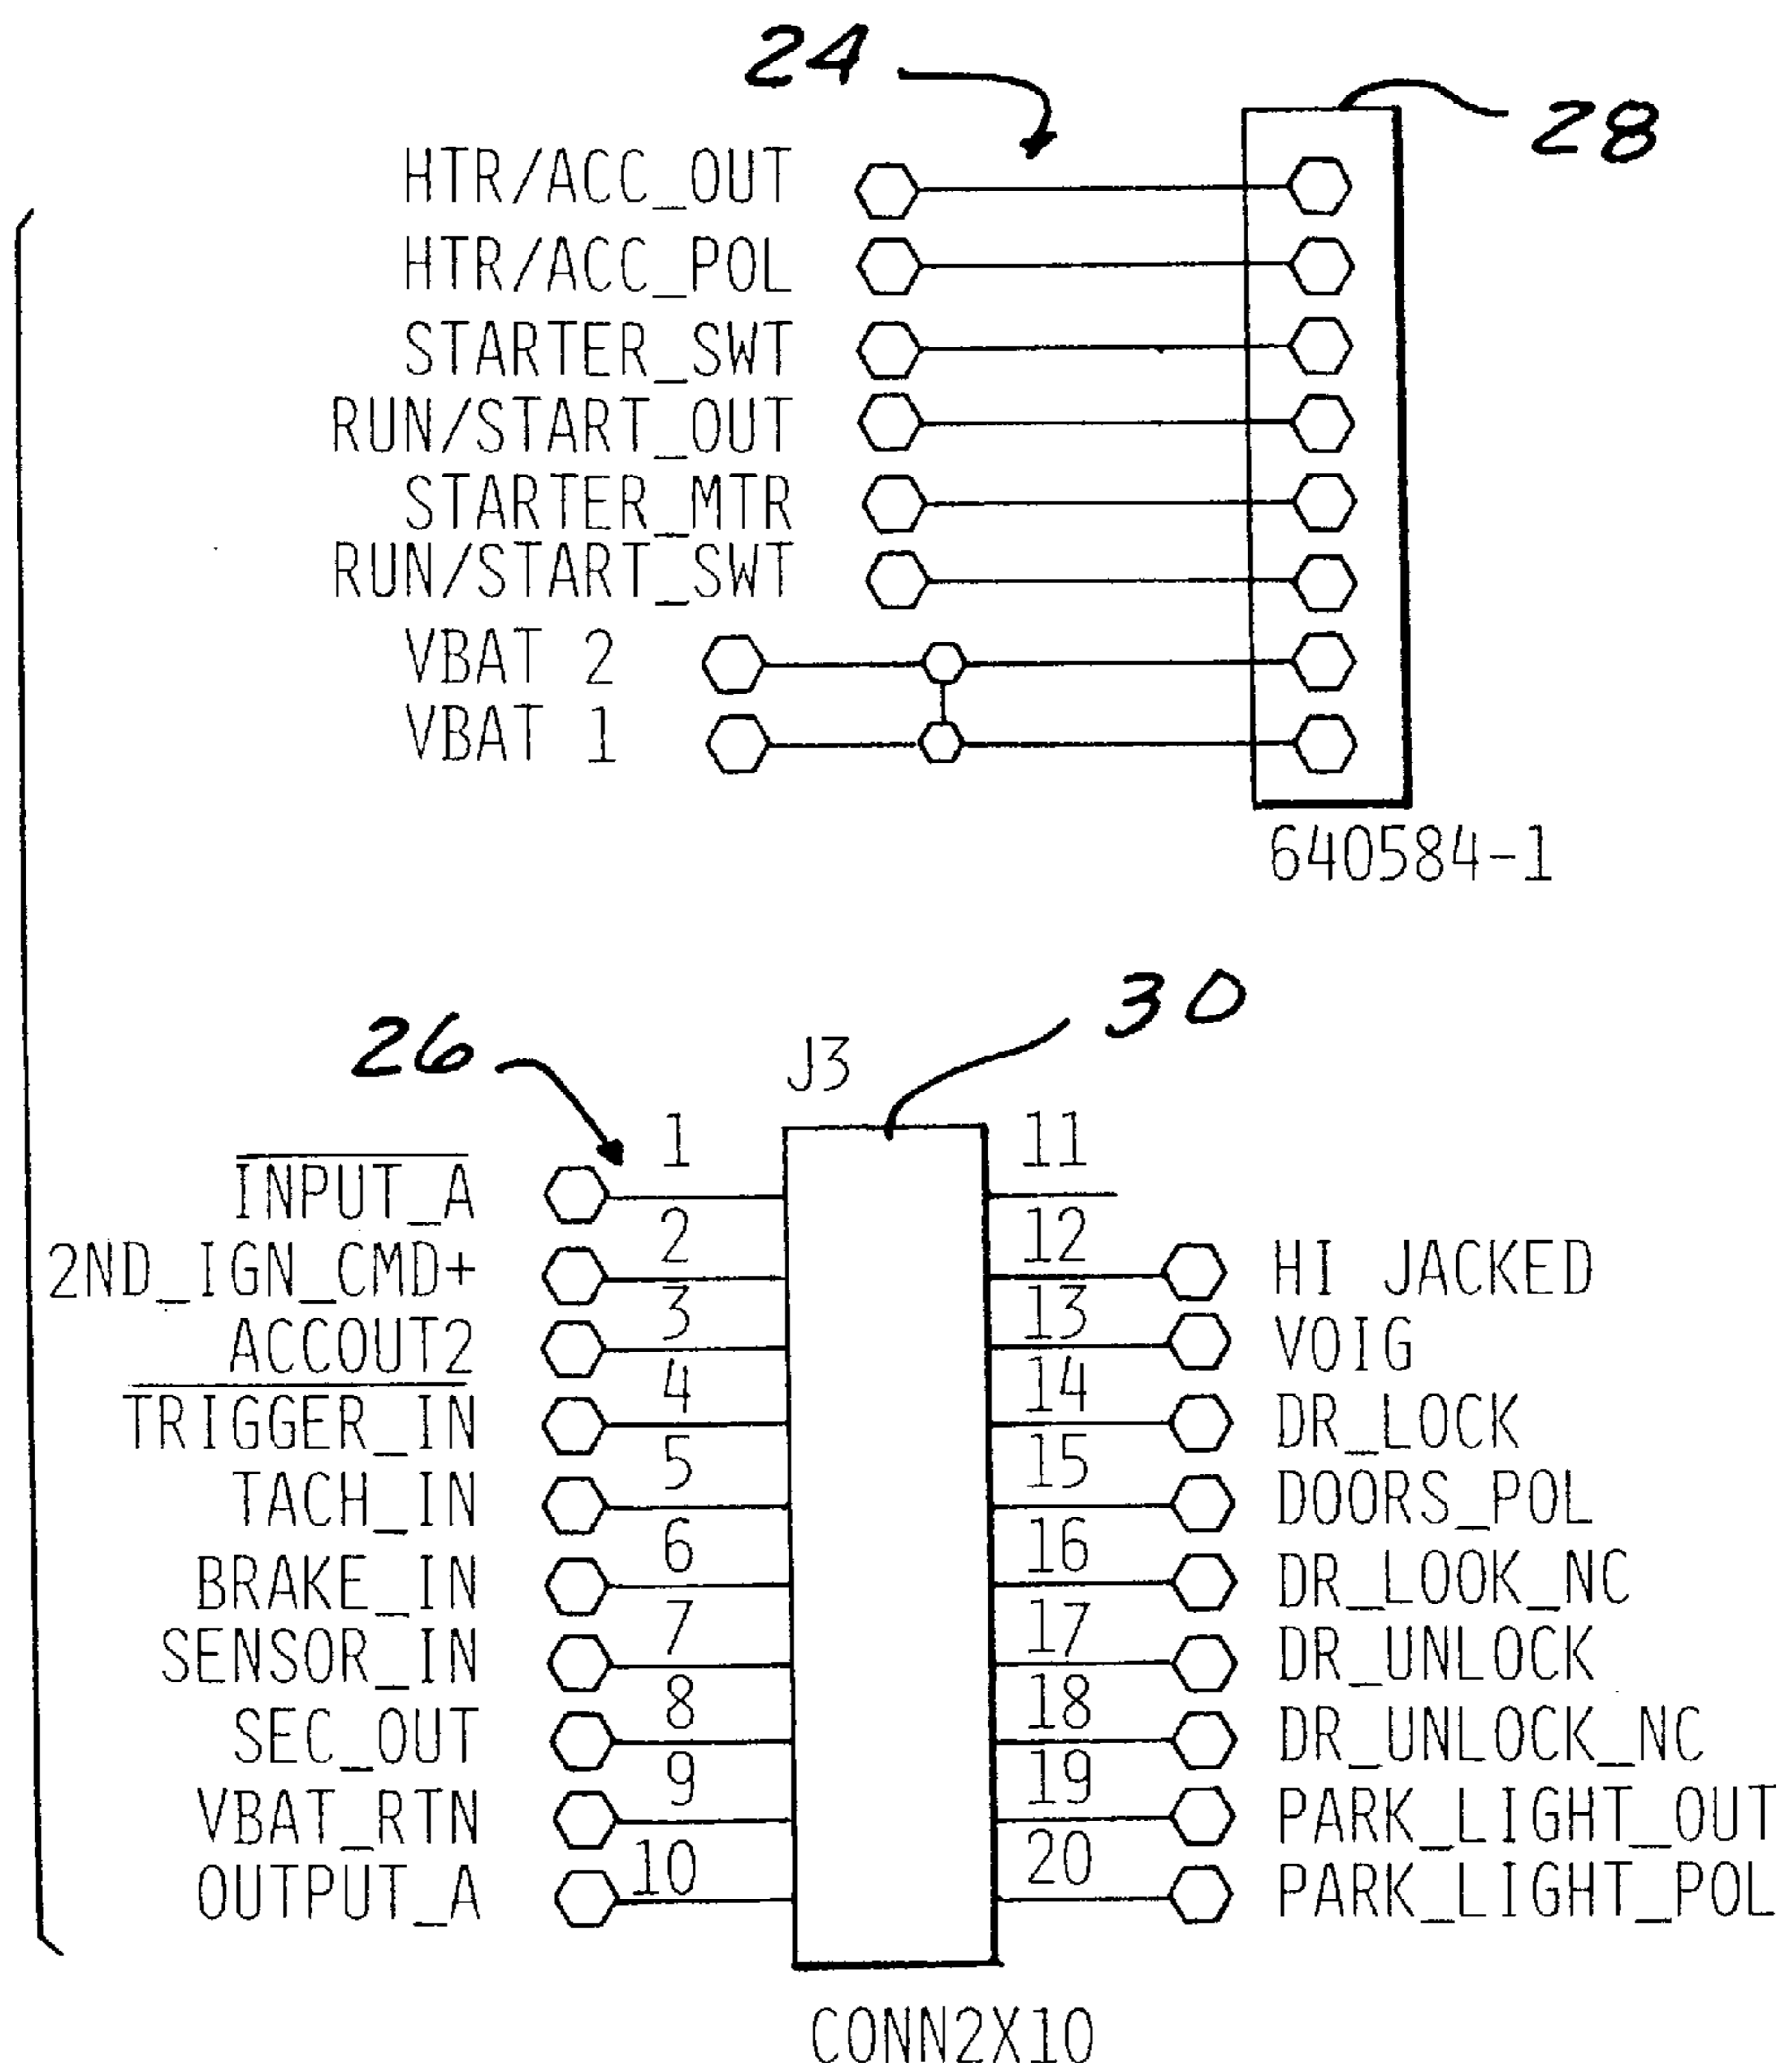 24
28
HTR/ACC_OUT
HTR/ACC_POL
STARTER_SWT
RUN/START_OUT
STARTER_MTR
RUN/START_SWT
VBAT 2
VBAT 1
640584-1
30
26
J3
INPUT_A 1 11
2ND_IGN_CMD+ 2 12 HI JACKED
ACCOUT2 3 13 VOIG
TRIGGER_IN 4 14 DR_LOCK
TACH_IN 5 15 DOORS_POL
BRAKE_IN 6 16 DR_LOOK_NC
SENSOR_IN 7 17 DR_UNLOCK
SEC_OUT 8 18 DR_UNLOCK_NC
VBAT_RTN 9 19 PARK_LIGHT_OUT
OUTPUT_A 10 20 PARK_LIGHT_POL
CONN2X10